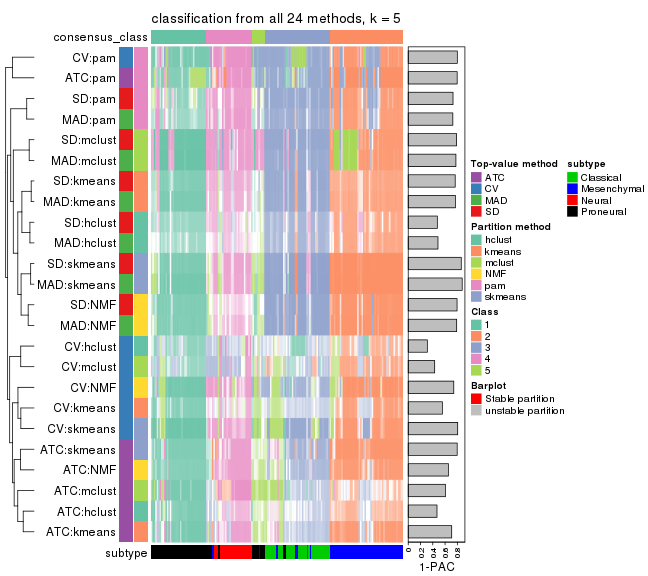 classification from all 24 methods, k = 5
consensus_class
CV:pam
ATC:pam
SD:pam
MAD:pam
SD:mclust
MAD:mclust
SD:kmeans
MAD:kmeans
SD:hclust
MAD:hclust
SD:skmeans
MAD:skmeans
SD:NMF
MAD:NMF
CV:hclust
CV:mclust
CV:NMF
CV:kmeans
CV:skmeans
ATC:skmeans
ATC:NMF
ATC:mclust
ATC:hclust
ATC:kmeans
subtype
0
0.2
0.4
0.6
0.8
1-PAC
Top-value method
ATC
CV
MAD
SD
Partition method
hclust
kmeans
mclust
NMF
pam
skmeans
Class
1
2
3
4
5
Barplot
Stable partition
unstable partition
subtype
Classical
Mesenchymal
Neural
Proneural